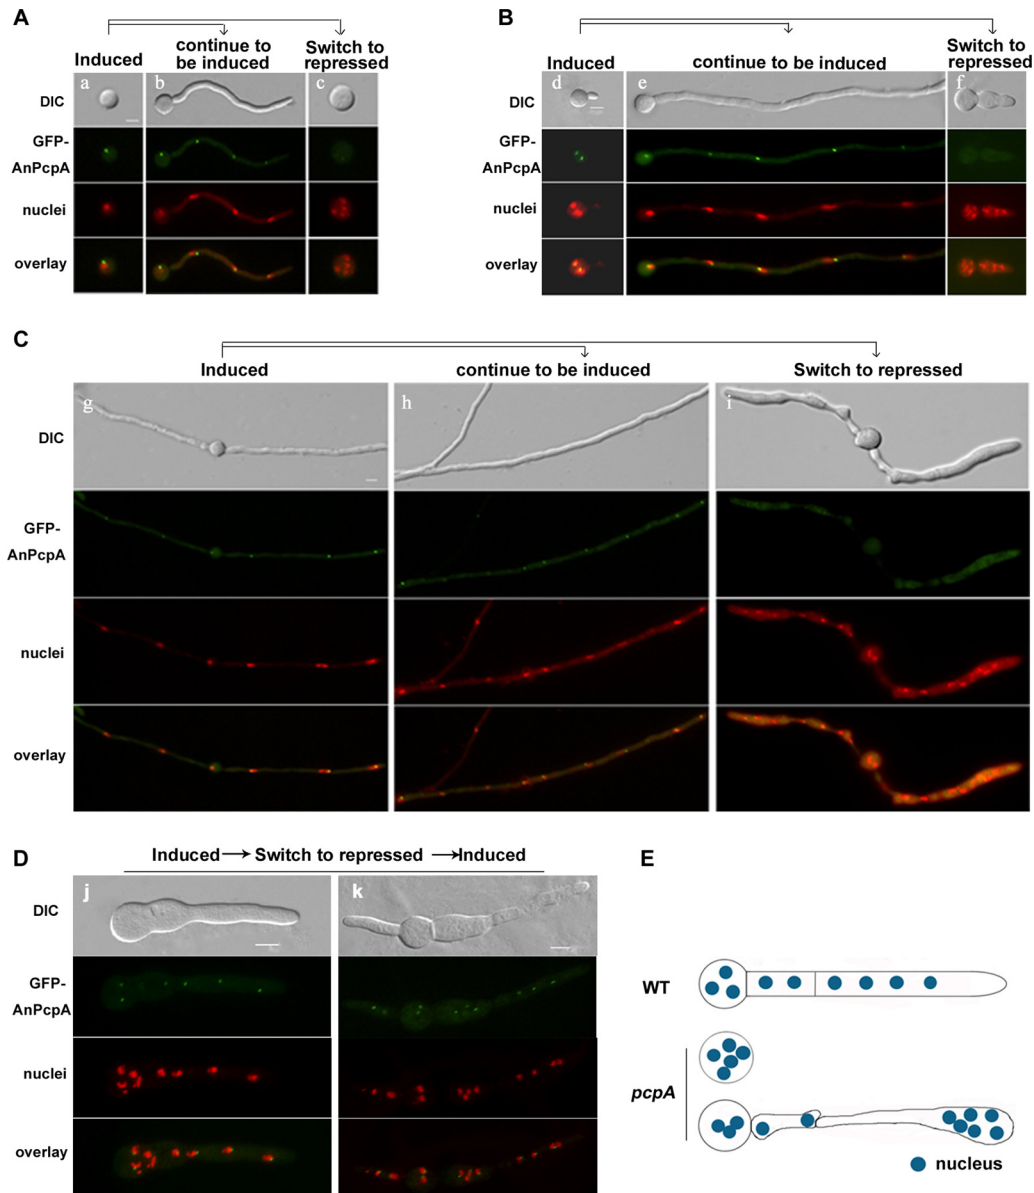 A
Induced
continue to
be induced
Switch to
repressed
a
b
c
DIC
GFP-
AnPcpA
nuclei
overlay
B
Induced
continue to be induced
Switch to
repressed
d
e
f
DIC
GFP-
AnPcpA
nuclei
overlay
C
Induced
continue to be induced
Switch to repressed
g
h
i
DIC
GFP-
AnPcpA
nuclei
overlay
D
Induced → Switch to repressed → Induced
j
k
DIC
GFP-
AnPcpA
nuclei
overlay
E
WT
pcpA
nucleus